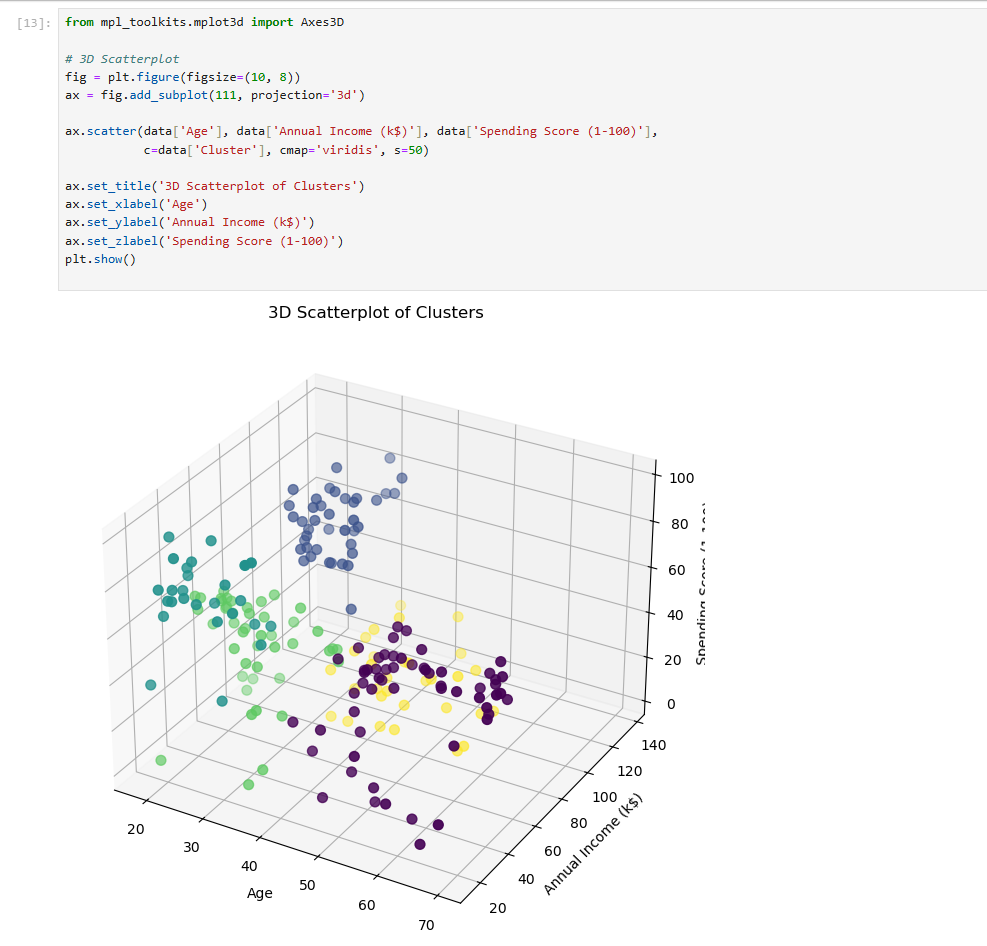 [13]:
from mpl_toolkits.mplot3d import Axes3D
# 3D Scatterplot
fig = plt.figure(figsize=(10, 8))
ax = fig.add_subplot(111, projection='3d')
ax.scatter(data['Age'], data['Annual Income (k$)'], data['Spending Score (1-100)'],
c=data['Cluster'], cmap='viridis', s=50)
ax.set_title('3D Scatterplot of Clusters')
ax.set_xlabel('Age')
ax.set_ylabel('Annual Income (k$)')
ax.set_zlabel('Spending Score (1-100)')
plt.show()
3D Scatterplot of Clusters
100
80
60
40
20
0
Spending Score (1-100)
140
120
100
80
60
40
20
Annual Income (k$)
20
30
40
50
60
70
Age